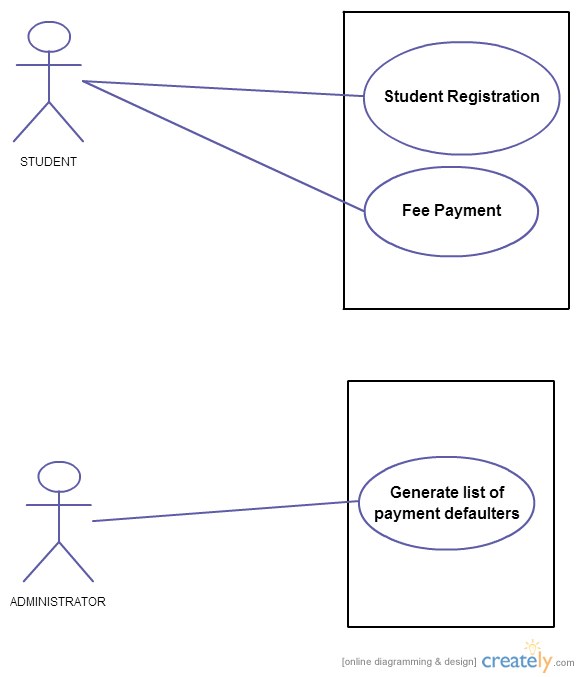 Student Registration
STUDENT
Fee Payment
Generate list of
payment defaulters
ADMINISTRATOR
[online diagramming & design] creately.com